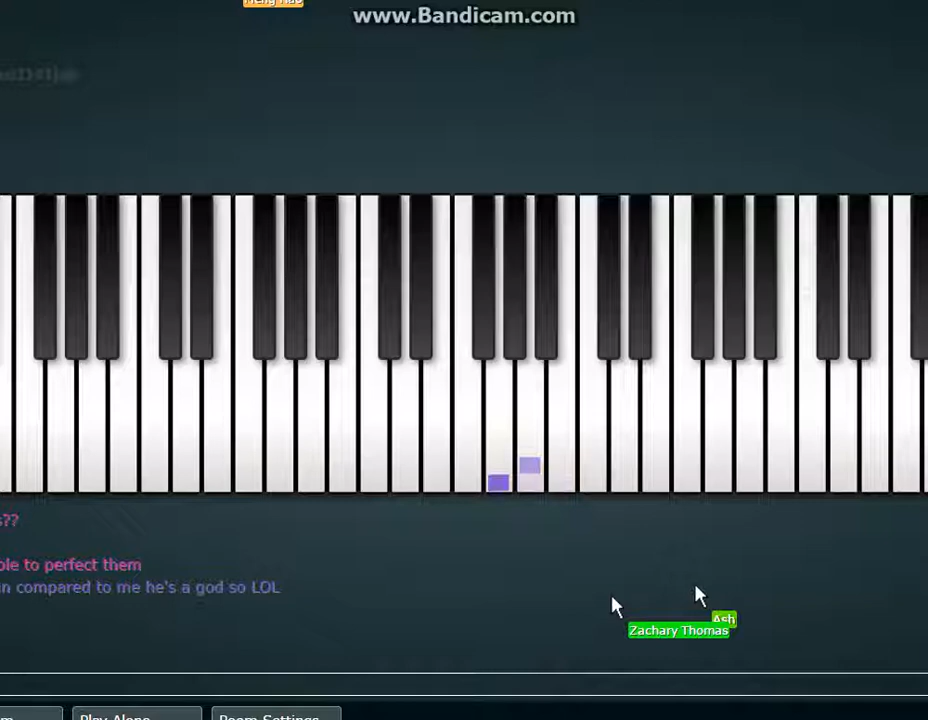 www.Bandicam.com
s??
ble to perfect them
n compared to me he's a god so LOL
Ash
Zachary Thomas
Play Alone
Room Settings